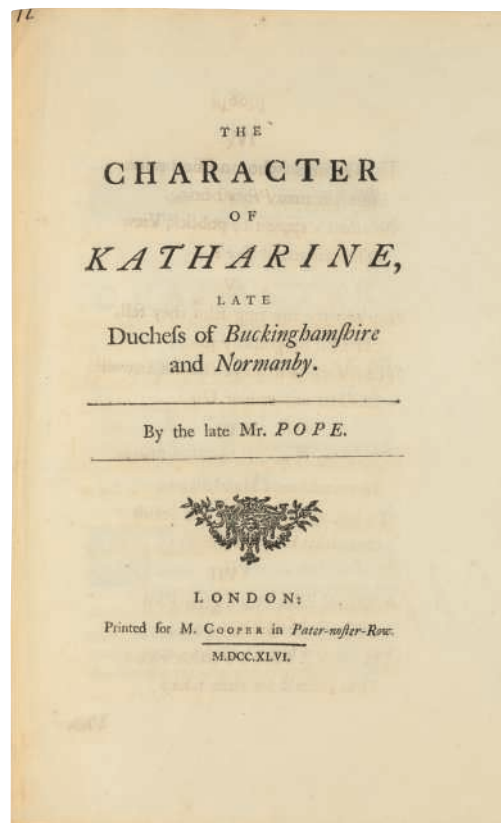 THE
CHARACTER
OF
KATHARINE,
LATE
Ducheſs of Buckinghamſhire
and Normanby.
By the late Mr. POPE.
LONDON:
Printed for M. COOPER in Pater-noſter-Row.
M.DCC.XLVI.